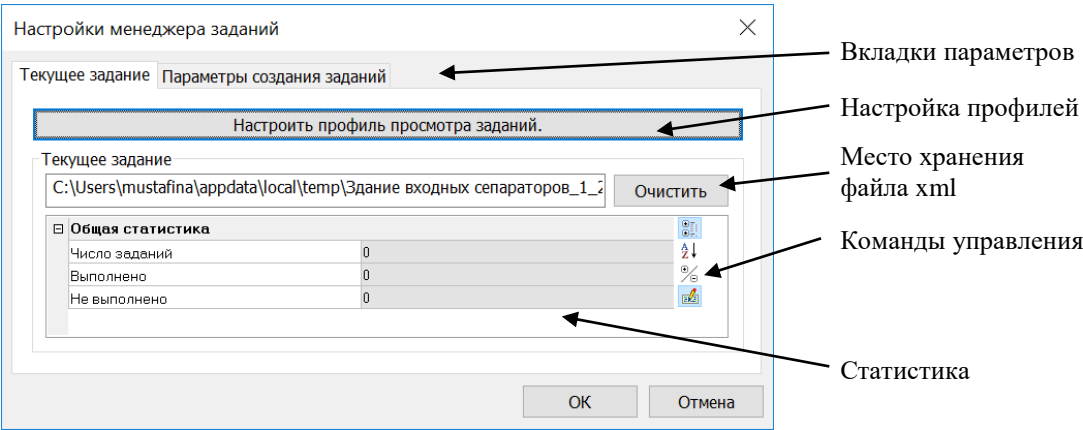 Настройки менеджера заданий
Вкладки параметров
Текущее задание Параметры создания заданий
Настройка профилей
Настроить профиль просмотра заданий.
Текущее задание
Место хранения
файла xml
C:\Users\mustafina\appdata\local\temp\Здание входных сепараторов_1_2
Очистить
Общая статистика
Команды управления
Число заданий 0
Выполнено 0
Не выполнено 0
Статистика
ОК Отмена